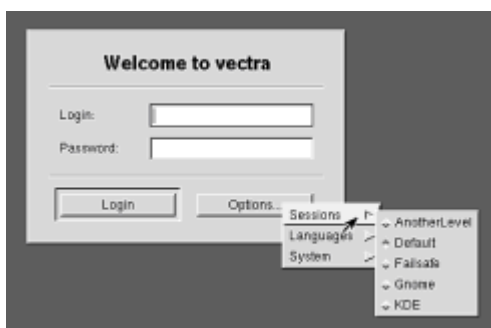 Welcome to vectra
Login:
Password:
Login
Options...
Sessions
Languages
System
AnotherLevel
Default
Failsafe
Gnome
KDE